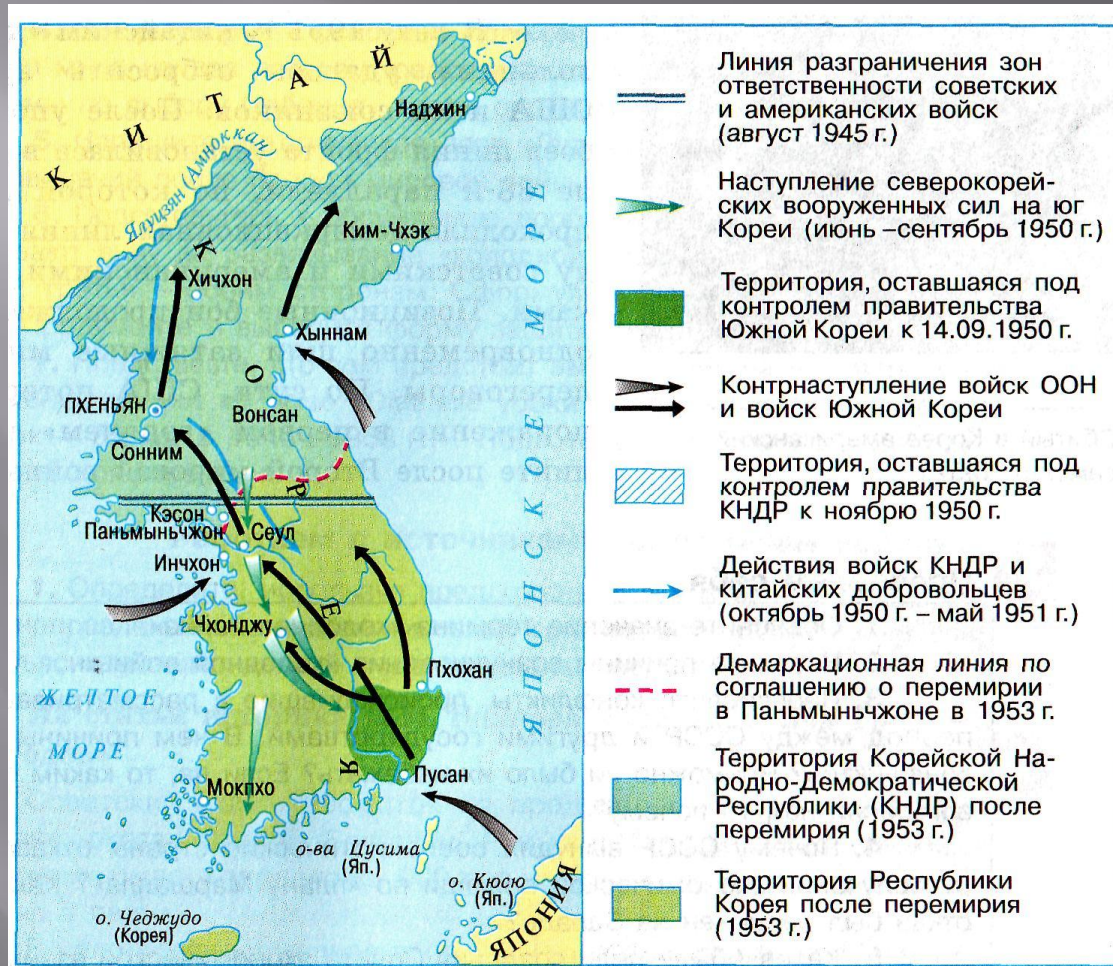 КИТАЙ
Наджин
Ялуцзян (Амноккан)
Ким-Чхэк
Хичхон
Хыннам
КОРЕЯ
ПХЕНЬЯН
Вонсан
Сонним
Кэсон
Паньмыньчжон
Сеул
Инчхон
Чхонджу
Пхохан
ЖЕЛТОЕ
МОРЕ
ЯПОНСКОЕ МОРЕ
Мокпхо
Пусан
о-ва Цусима
(Яп.)
о. Кюсю
(Яп.)
о. Чеджудо
(Корея)
ЯПОНИЯ
Линия разграничения зон
ответственности советских
и американских войск
(август 1945 г.)
Наступление северокорей-
ских вооруженных сил на юг
Кореи (июнь –сентябрь 1950 г.)
Территория, оставшаяся под
контролем правительства
Южной Кореи к 14.09.1950 г.
Контрнаступление войск ООН
и войск Южной Кореи
Территория, оставшаяся под
контролем правительства
КНДР к ноябрю 1950 г.
Действия войск КНДР и
китайских добровольцев
(октябрь 1950 г. - май 1951 г.)
Демаркационная линия по
соглашению о перемирии
в Паньмыньчжоне в 1953 г.
Территория Корейской На-
родно-Демократической
Республики (КНДР) после
перемирия (1953 г.)
Территория Республики
Корея после перемирия
(1953 г.)